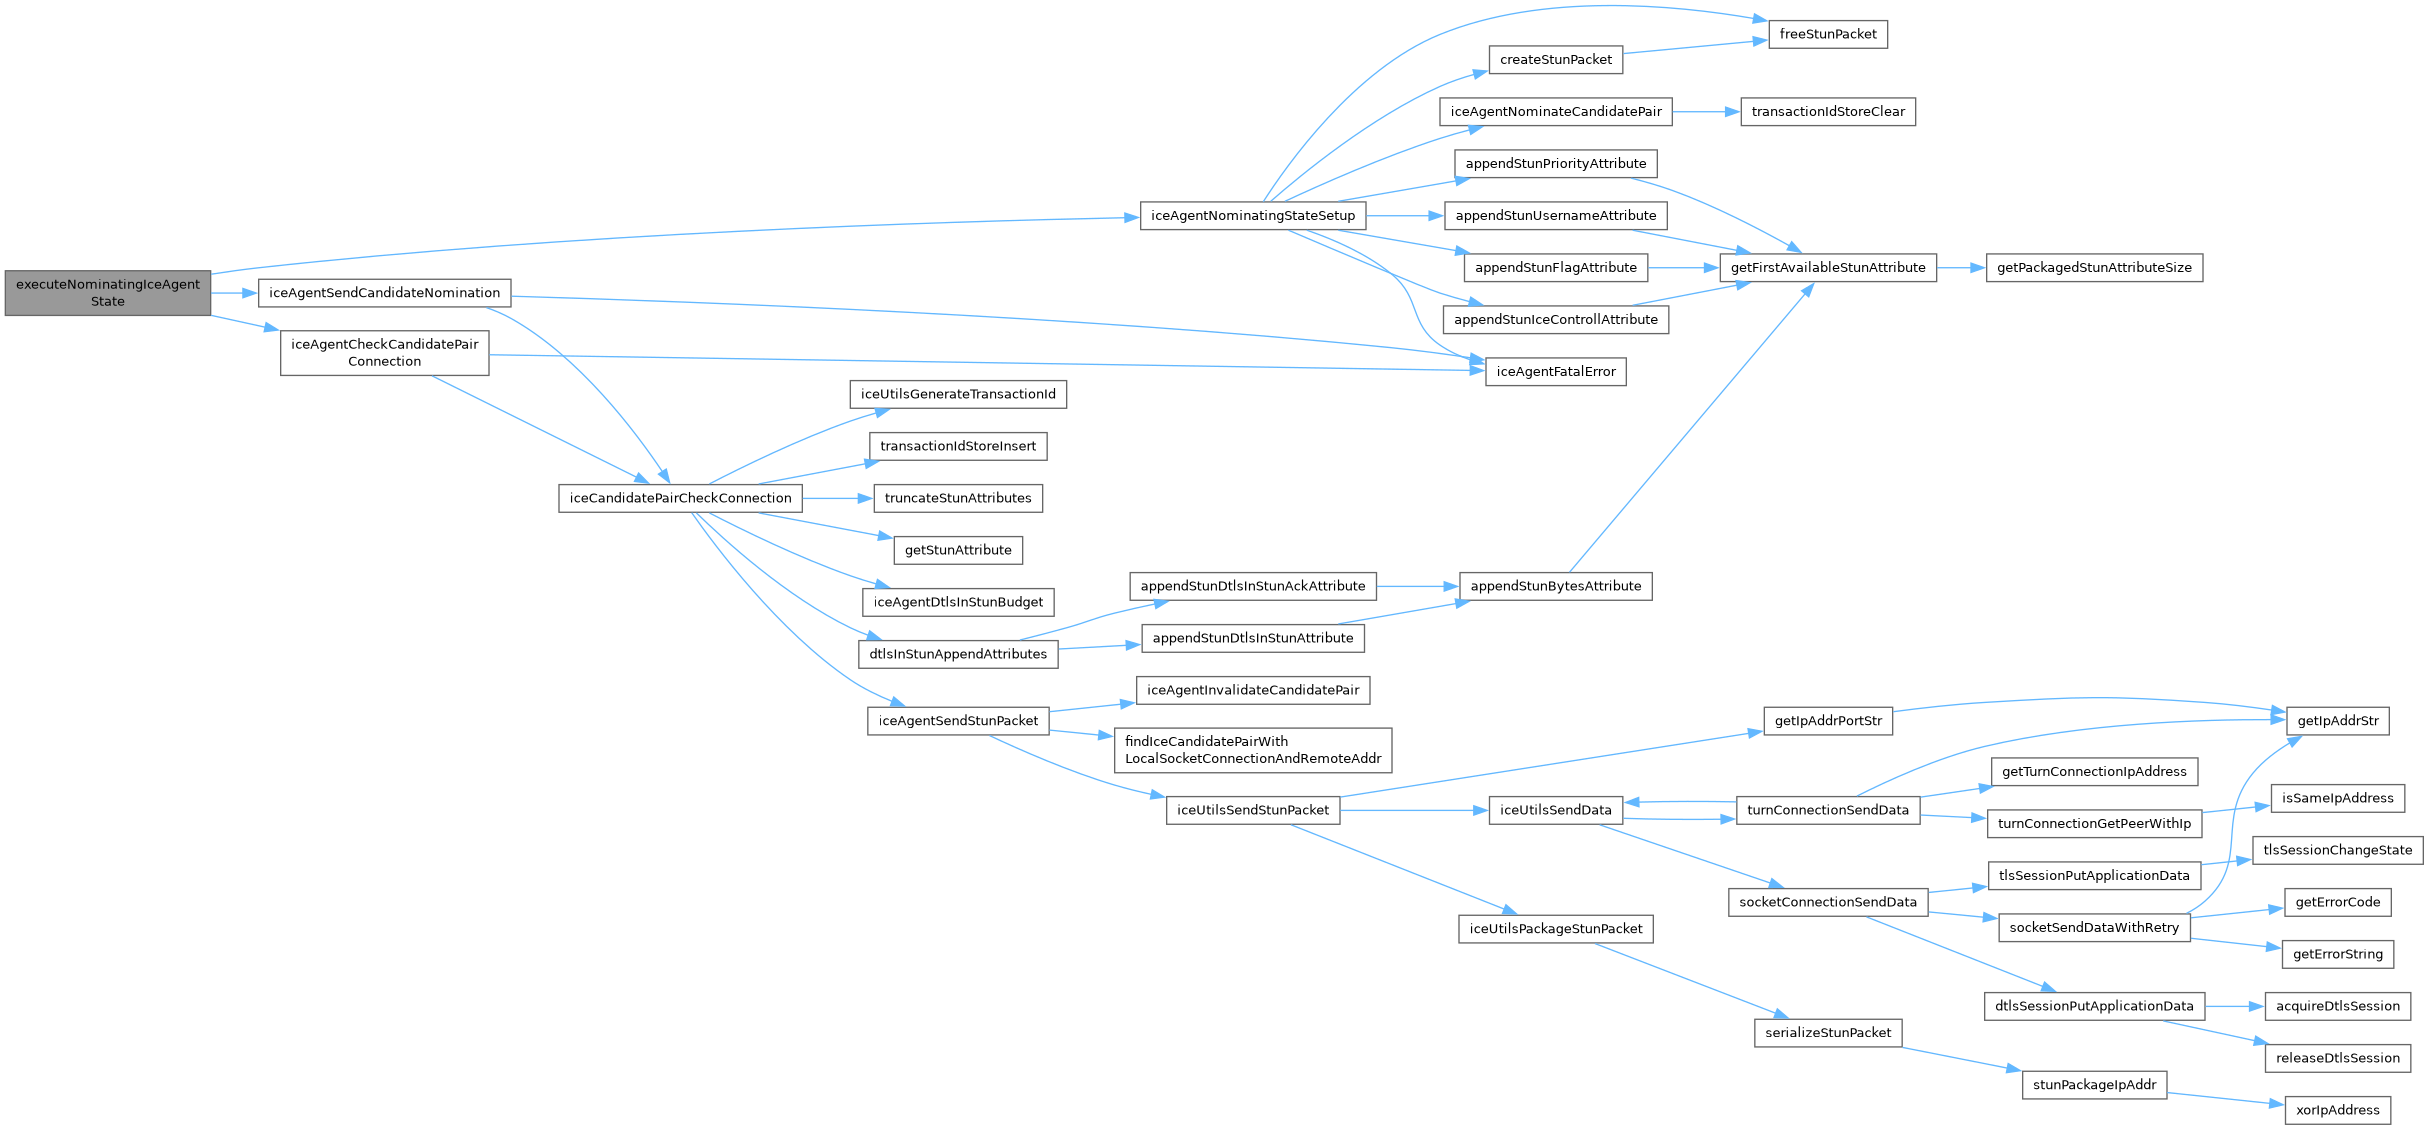 executeNominatingIceAgent
State
iceAgentSendCandidateNomination
iceAgentCheckCandidatePair
Connection
iceCandidatePairCheckConnection
iceUtilsGenerateTransactionId
transactionIdStoreInsert
truncateStunAttributes
getStunAttribute
iceAgentDtlsInStunBudget
dtlsInStunAppendAttributes
iceAgentSendStunPacket
iceAgentNominatingStateSetup
appendStunDtlsInStunAckAttribute
appendStunDtlsInStunAttribute
iceAgentInvalidateCandidatePair
findIceCandidatePairWith
LocalSocketConnectionAndRemoteAddr
iceUtilsSendStunPacket
createStunPacket
iceAgentNominateCandidatePair
appendStunPriorityAttribute
appendStunUsernameAttribute
appendStunFlagAttribute
appendStunIceControllAttribute
iceAgentFatalError
appendStunBytesAttribute
iceUtilsSendData
iceUtilsPackageStunPacket
freeStunPacket
transactionIdStoreClear
getFirstAvailableStunAttribute
getIpAddrPortStr
turnConnectionSendData
socketConnectionSendData
serializeStunPacket
getPackagedStunAttributeSize
getTurnConnectionIpAddress
turnConnectionGetPeerWithIp
tlsSessionPutApplicationData
socketSendDataWithRetry
dtlsSessionPutApplicationData
stunPackageIpAddr
getIpAddrStr
isSameIpAddress
tlsSessionChangeState
getErrorCode
getErrorString
acquireDtlsSession
releaseDtlsSession
xorIpAddress